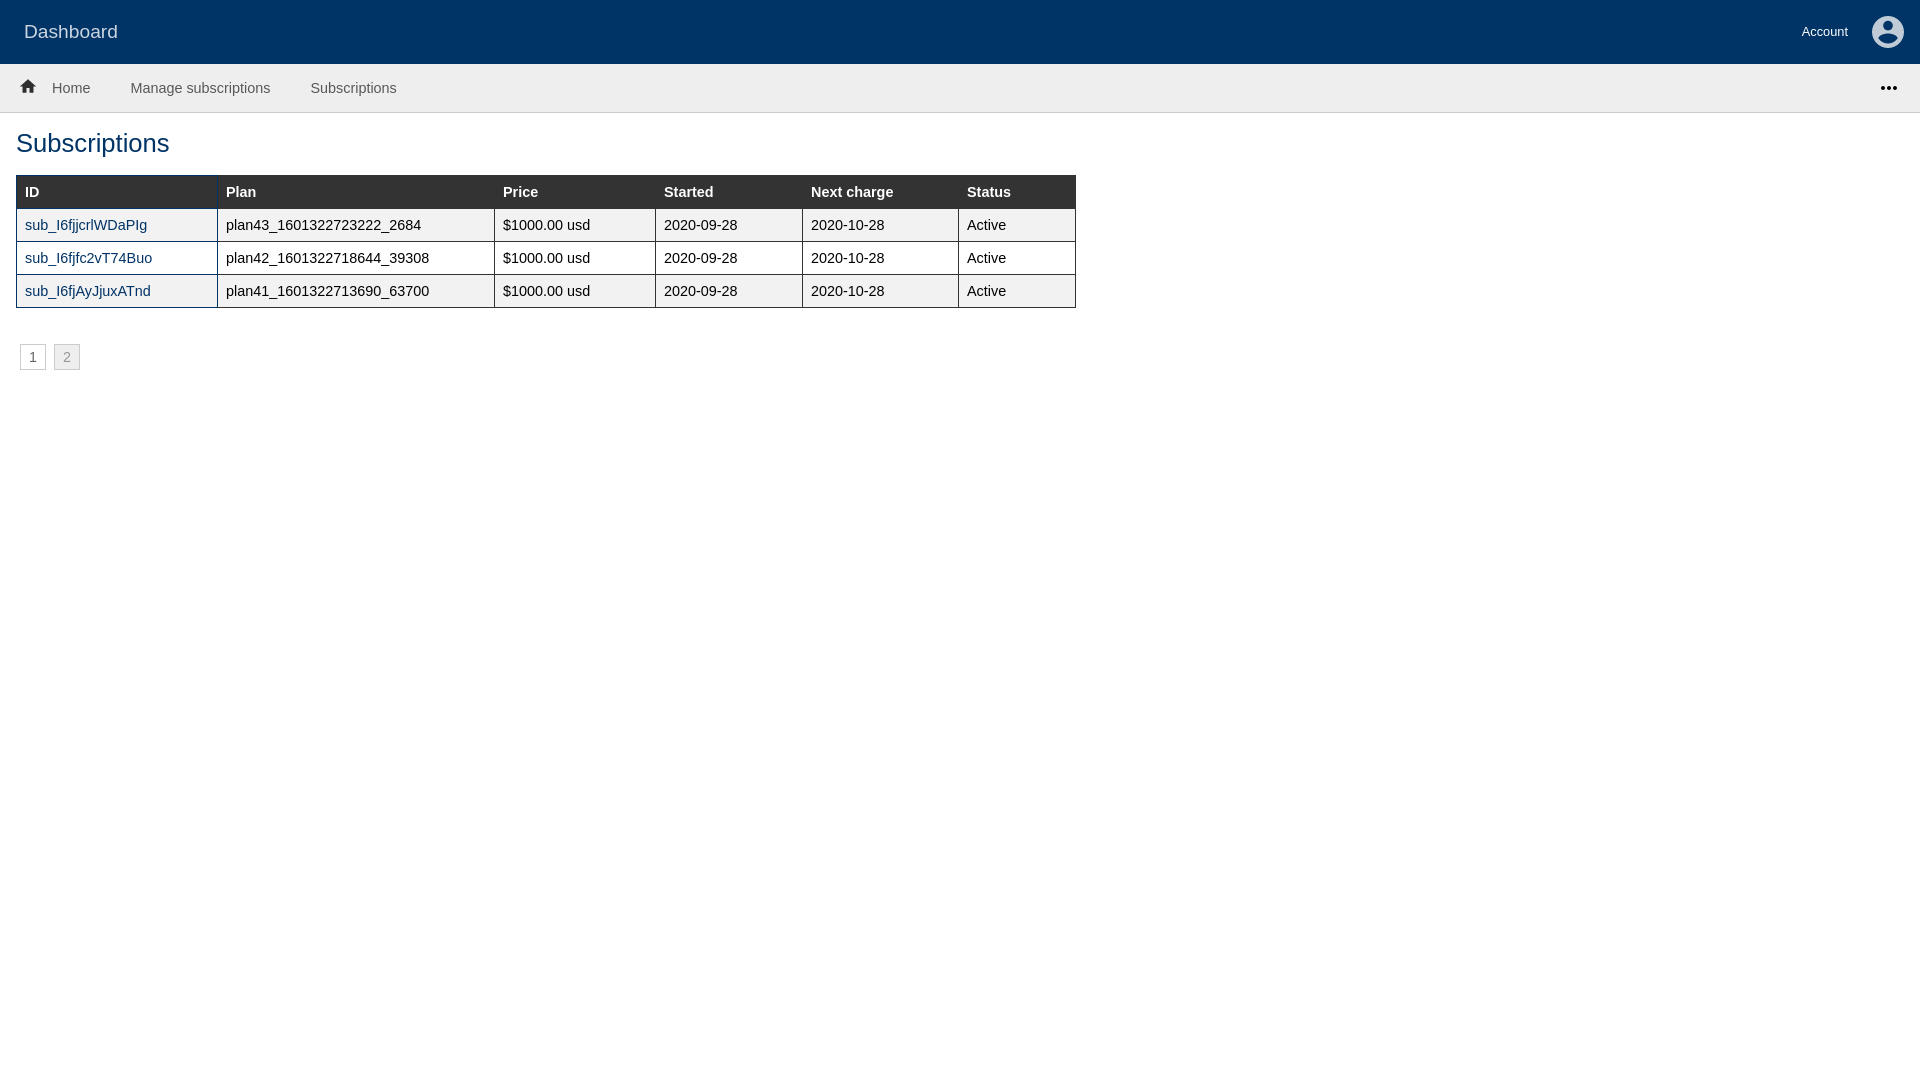 Dashboard
Account
Home Manage subscriptions Subscriptions
Subscriptions
ID Plan Price Started Next charge Status
sub_I6fjjcrlWDaPIg plan43_1601322723222_2684 $1000.00 usd 2020-09-28 2020-10-28 Active
sub_I6fjfc2vT74Buo plan42_1601322718644_39308 $1000.00 usd 2020-09-28 2020-10-28 Active
sub_I6fjAyJjuxATnd plan41_1601322713690_63700 $1000.00 usd 2020-09-28 2020-10-28 Active
1 2